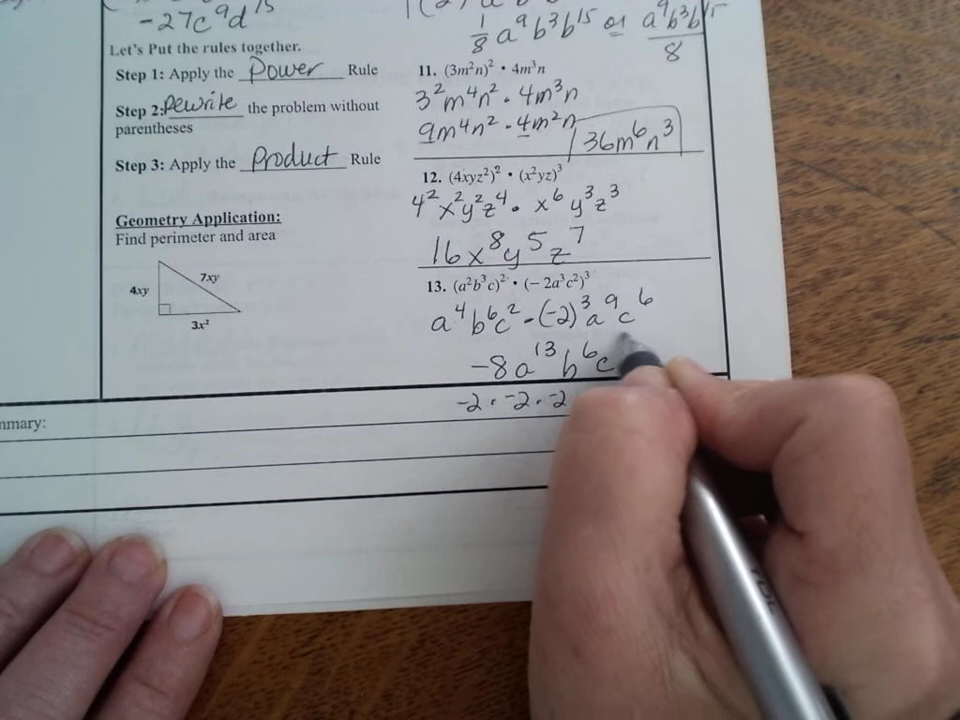 -27c⁹d¹⁵
1/8 a⁹b³b¹⁵ or a⁹b³b¹⁵/8
Let's Put the rules together.
Step 1: Apply the Power Rule
Step 2: Rewrite the problem without
parentheses
Step 3: Apply the Product Rule
Geometry Application:
Find perimeter and area
4xy
7xy
3x²
11. (3m²n)² • 4m³n
3²m⁴n² · 4m³n
9m⁴n² · 4m²n
36m⁶n³
12. (4xyz²)² • (x²yz)³
4²x²y²z⁴ · x⁶y³z³
16x⁸y⁵z⁷
13. (a²b³c)² • (– 2a³c²)³
a⁴b⁶c² · (-2)³a⁹c⁶
-8a¹³b⁶c
-2 · -2 · -2
mmary: